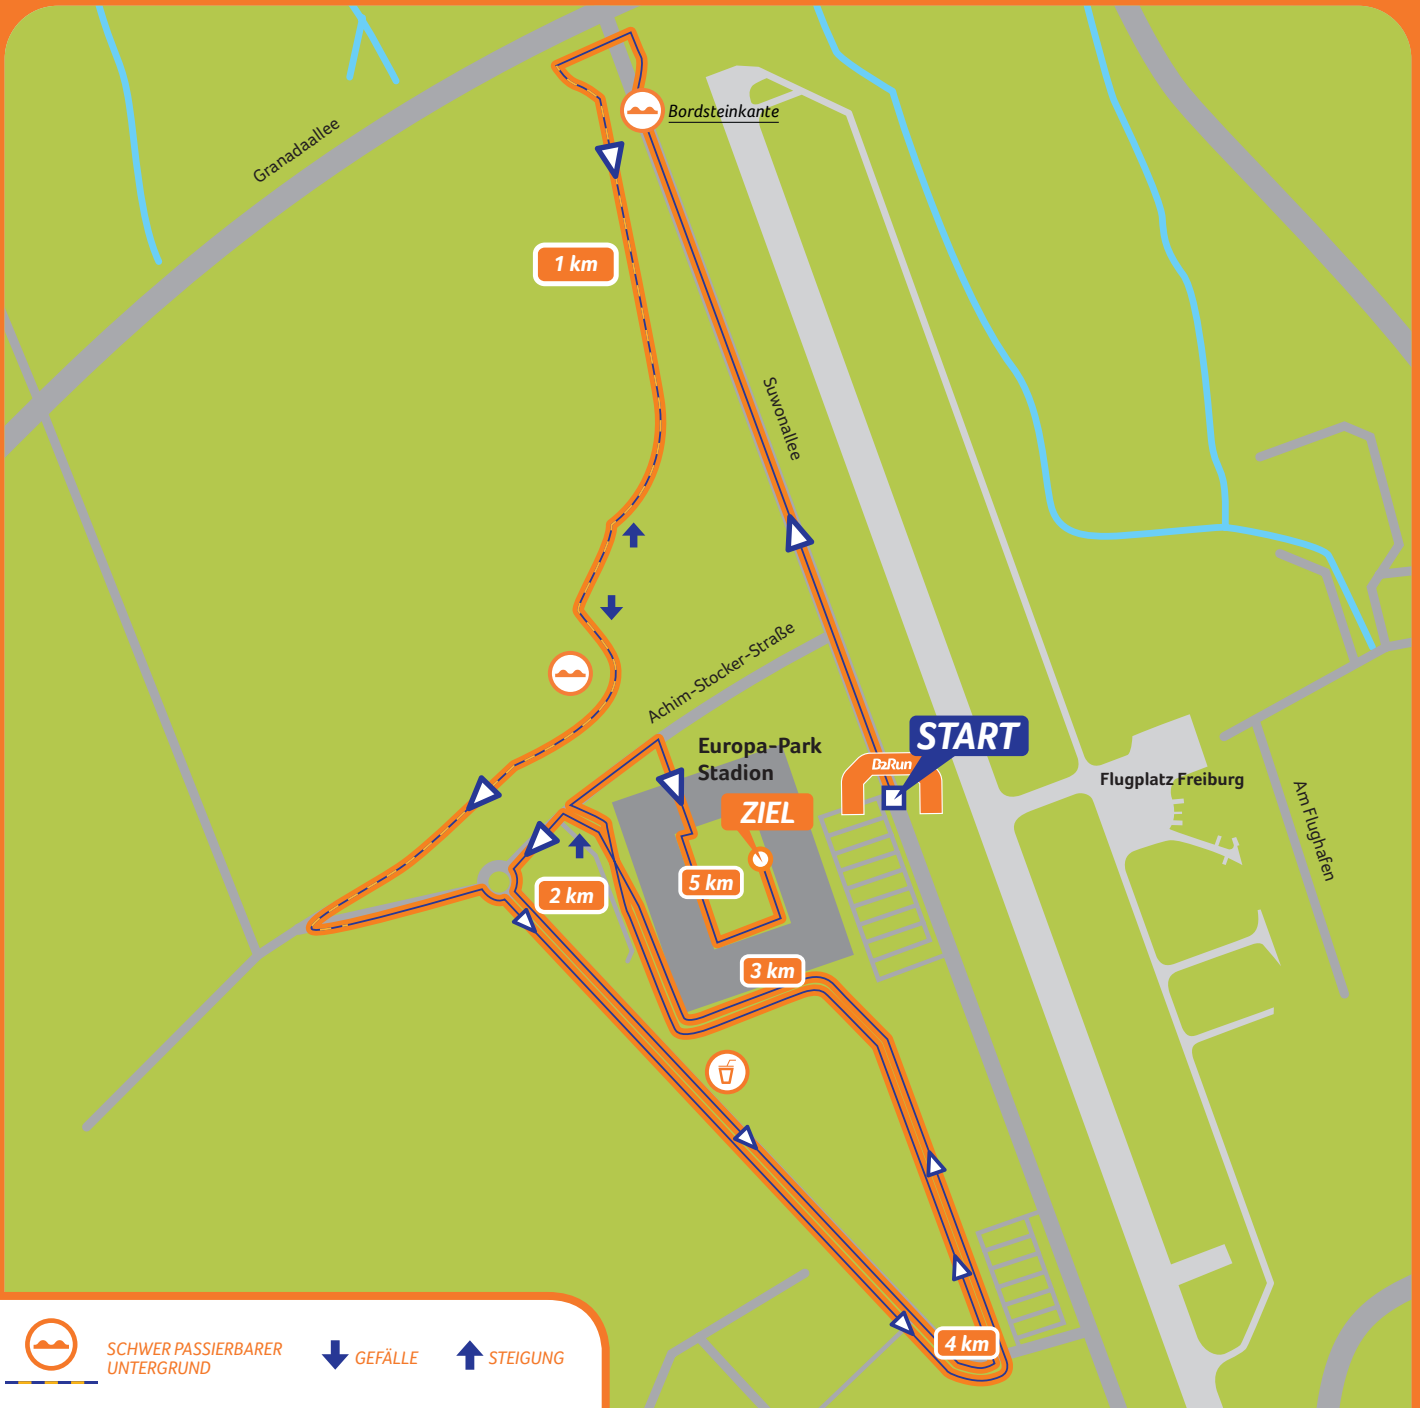 Bordsteinkante
Granadaallee
1 km
Suwonallee
Achim-Stocker-Straße
START
Europa-Park
Stadion
D2Run
Flugplatz Freiburg
Am Flughafen
ZIEL
5 km
2 km
3 km
4 km
SCHWER PASSIERBARER
UNTERGRUND
GEFÄLLE
STEIGUNG